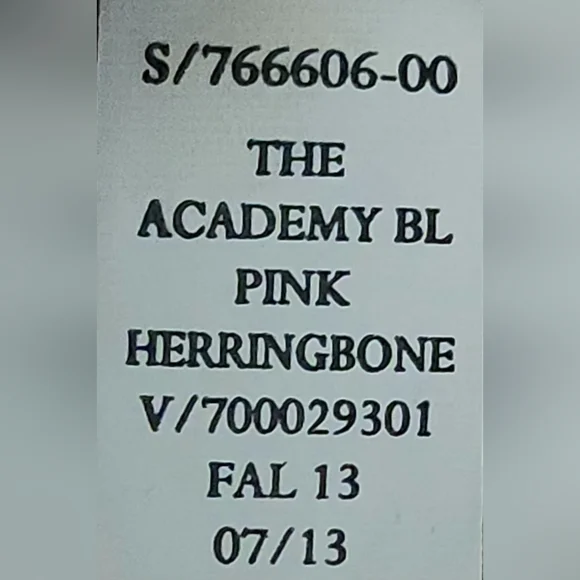 S/766606-00
THE
ACADEMY BL
PINK
HERRINGBONE
V/700029301
FAL 13
07/13